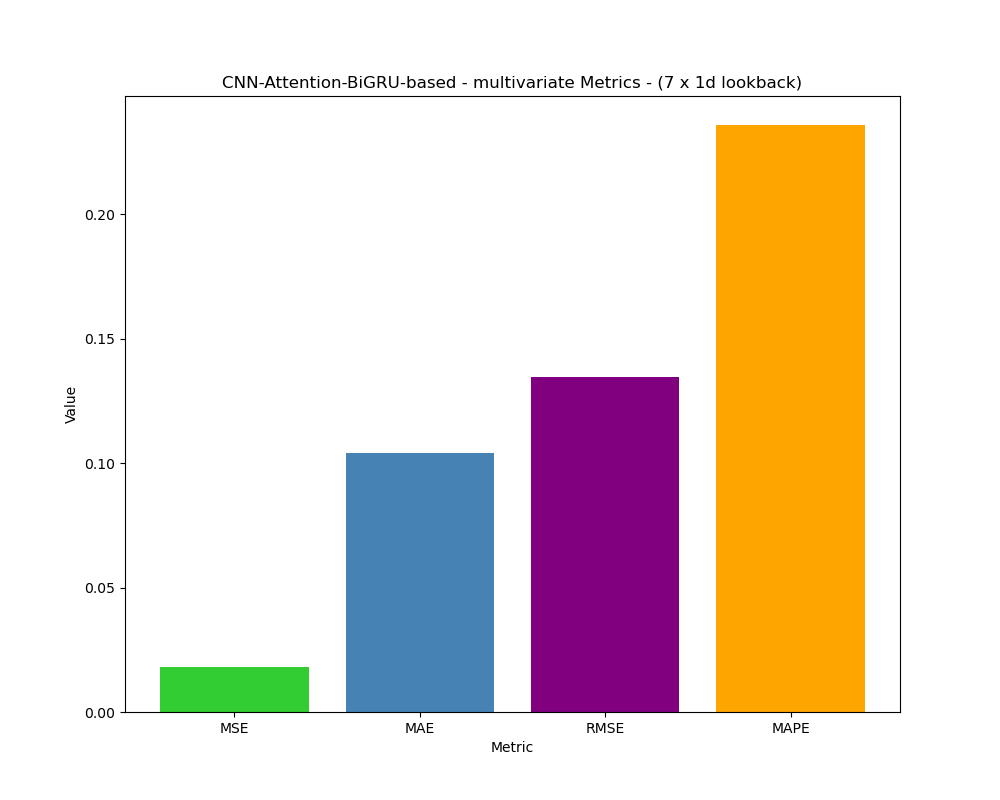 CNN-Attention-BiGRU-based - multivariate Metrics - (7 x 1d lookback)
0.20
0.15
0.10
0.05
0.00
Value
MSE MAE RMSE MAPE
Metric